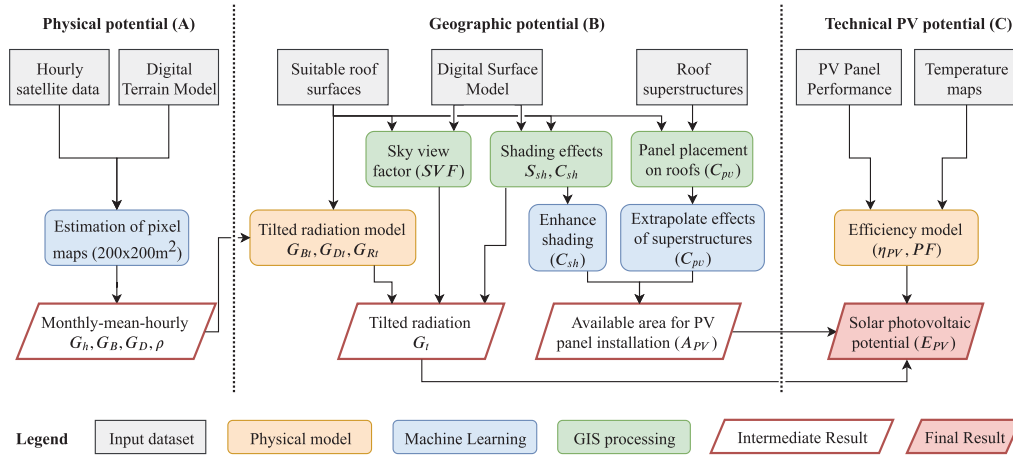 Physical potential (A)
Geographic potential (B)
Technical PV potential (C)
Hourly
satellite data
Digital
Terrain Model
Suitable roof
surfaces
Digital Surface
Model
Roof
superstructures
PV Panel
Performance
Temperature
maps
Sky view
factor (SVF)
Shading effects
S_sh, C_sh
Panel placement
on roofs (C_pv)
Estimation of pixel
maps (200x200m²)
Tilted radiation model
G_Bt, G_Dt, G_Rt
Enhance
shading
(C_sh)
Extrapolate effects
of superstructures
(C_pv)
Efficiency model
(η_PV, PF)
Monthly-mean-hourly
G_h, G_B, G_D, ρ
Tilted radiation
G_t
Available area for PV
panel installation (A_PV)
Solar photovoltaic
potential (E_PV)
Legend
Input dataset
Physical model
Machine Learning
GIS processing
Intermediate Result
Final Result